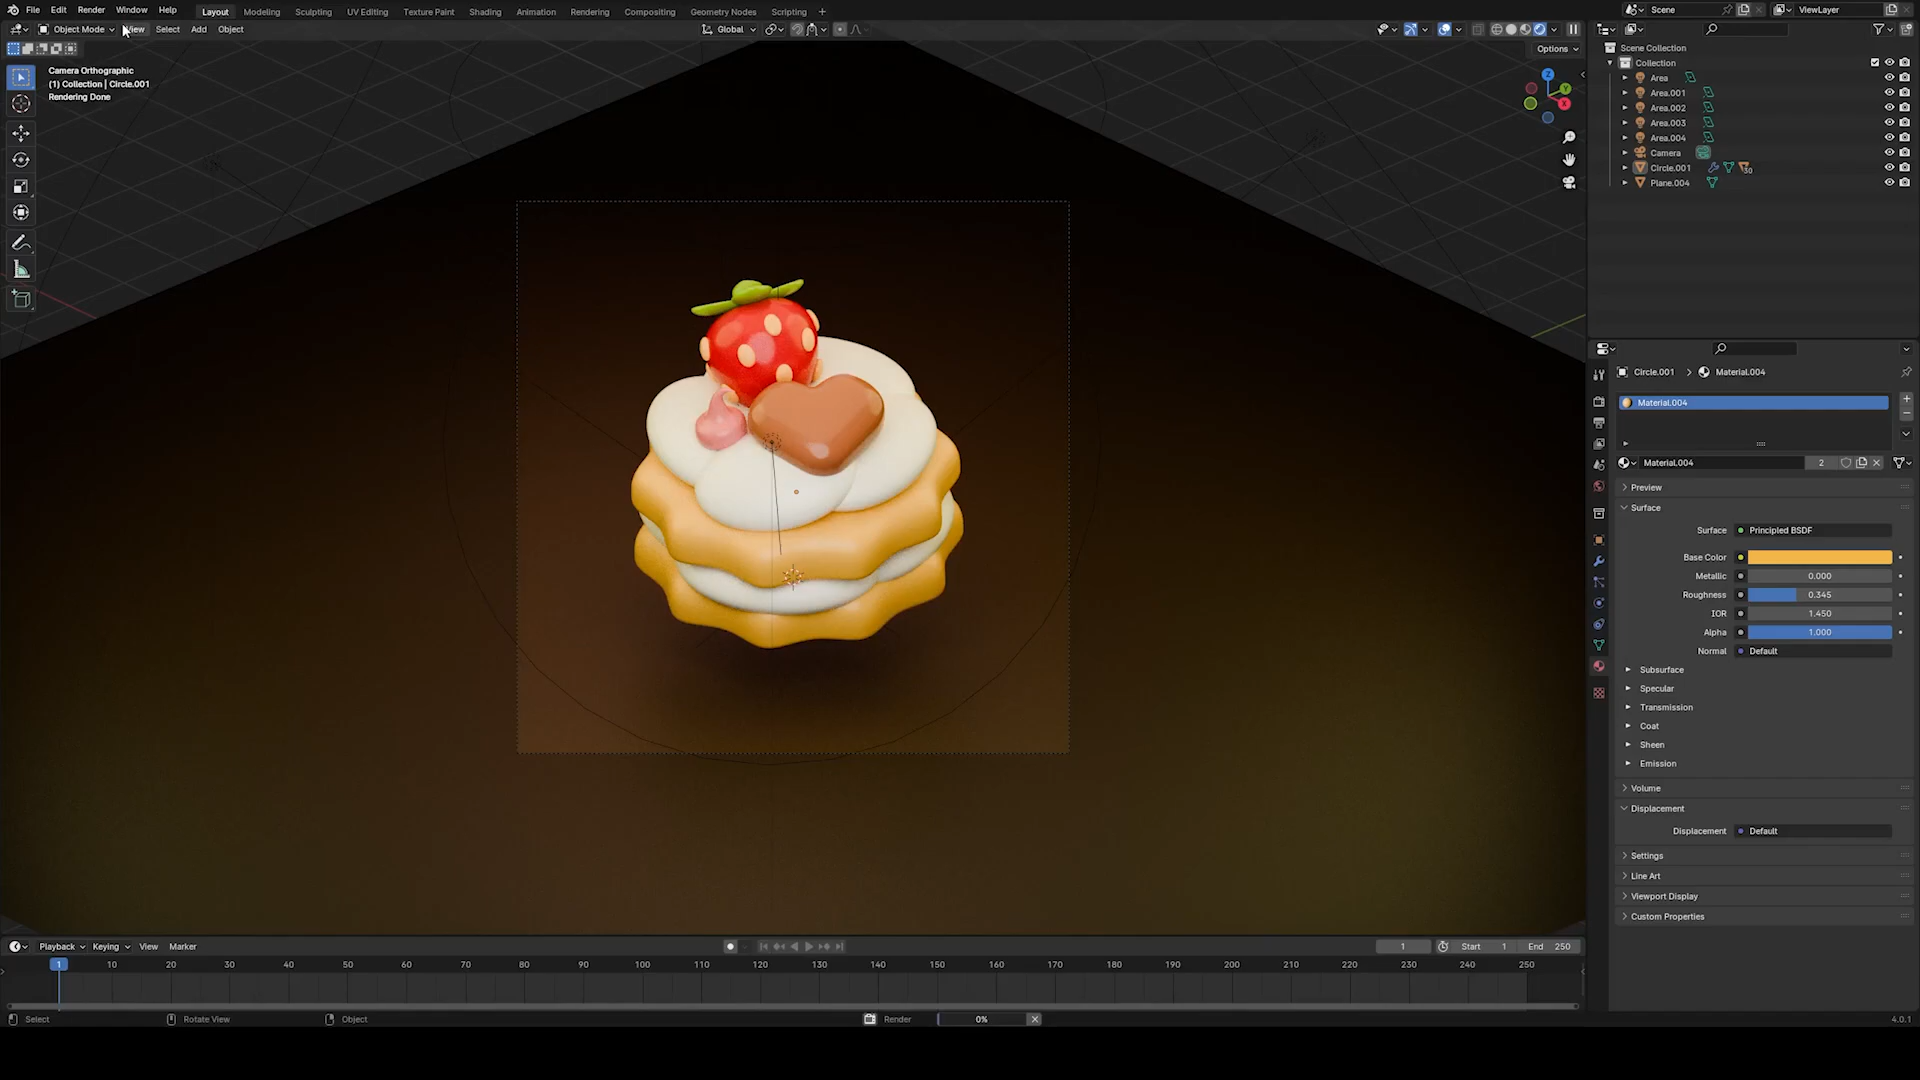 File Edit Render Window Help Layout Modeling Sculpting UV Editing Texture Paint Shading Animation Rendering Compositing Geometry Nodes Scripting + Scene ViewLayer
Object Mode View Select Add Object Global
Options
Camera Orthographic
(1) Collection | Circle.001
Rendering Done
Z
Y
X
Scene Collection
Collection
Area
Area.001
Area.002
Area.003
Area.004
Camera
Circle.001 30
Plane.004
Circle.001 > Material.004
Material.004
Material.004 2
Preview
Surface
Surface Principled BSDF
Base Color
Metallic 0.000
Roughness 0.345
IOR 1.450
Alpha 1.000
Normal Default
Subsurface
Specular
Transmission
Coat
Sheen
Emission
Volume
Displacement
Displacement Default
Settings
Line Art
Viewport Display
Custom Properties
Playback Keying View Marker 1 Start 1 End 250
1 10 20 30 40 50 60 70 80 90 100 110 120 130 140 150 160 170 180 190 200 210 220 230 240 250
Select Rotate View Object Render 0% 4.0.1